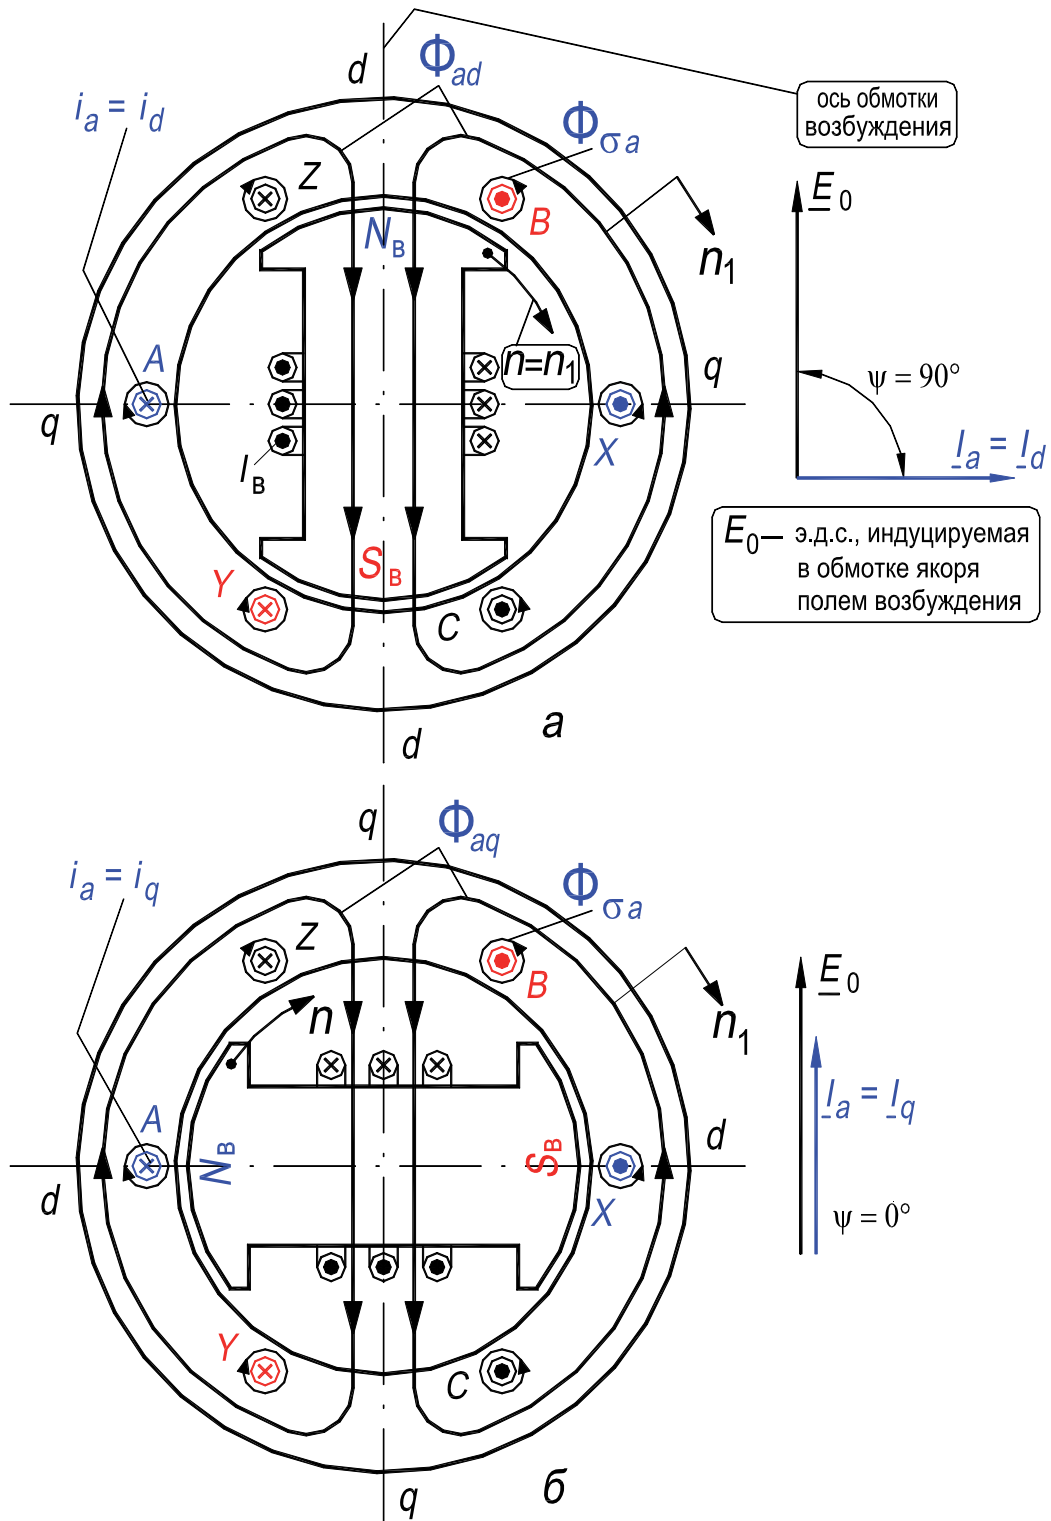 d
Φad
ia = id
ось обмотки
возбуждения
Φσa
Z
B
E0
NВ
n1
n=n1
A
q
q
ψ = 90°
X
Ia = Id
IВ
E0 – э.д.с., индуцируемая
в обмотке якоря
полем возбуждения
SВ
Y
C
а
d
q
Φaq
ia = iq
Φσa
Z
B
E0
n
n1
Ia = Iq
A
d
NВ
SВ
d
X
ψ = 0°
Y
C
q
б